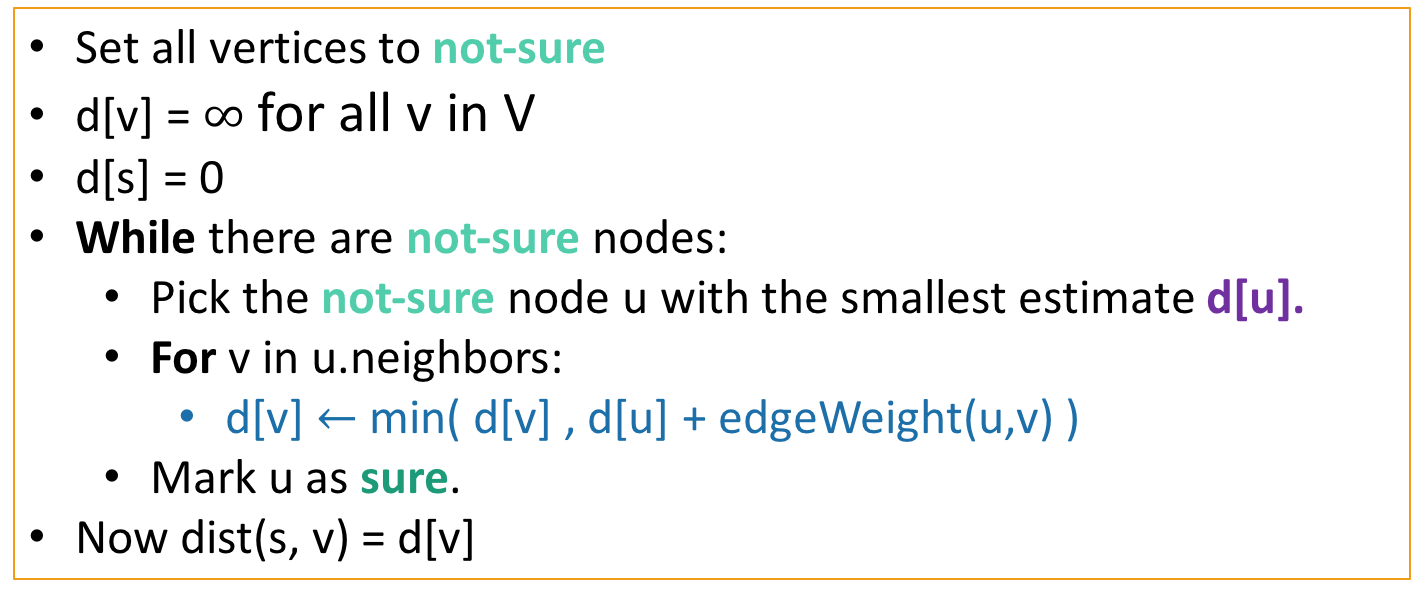 • Set all vertices to not-sure
• d[v] = ∞ for all v in V
• d[s] = 0
• While there are not-sure nodes:
• Pick the not-sure node u with the smallest estimate d[u].
• For v in u.neighbors:
• d[v] ← min( d[v] , d[u] + edgeWeight(u,v) )
• Mark u as sure.
• Now dist(s, v) = d[v]